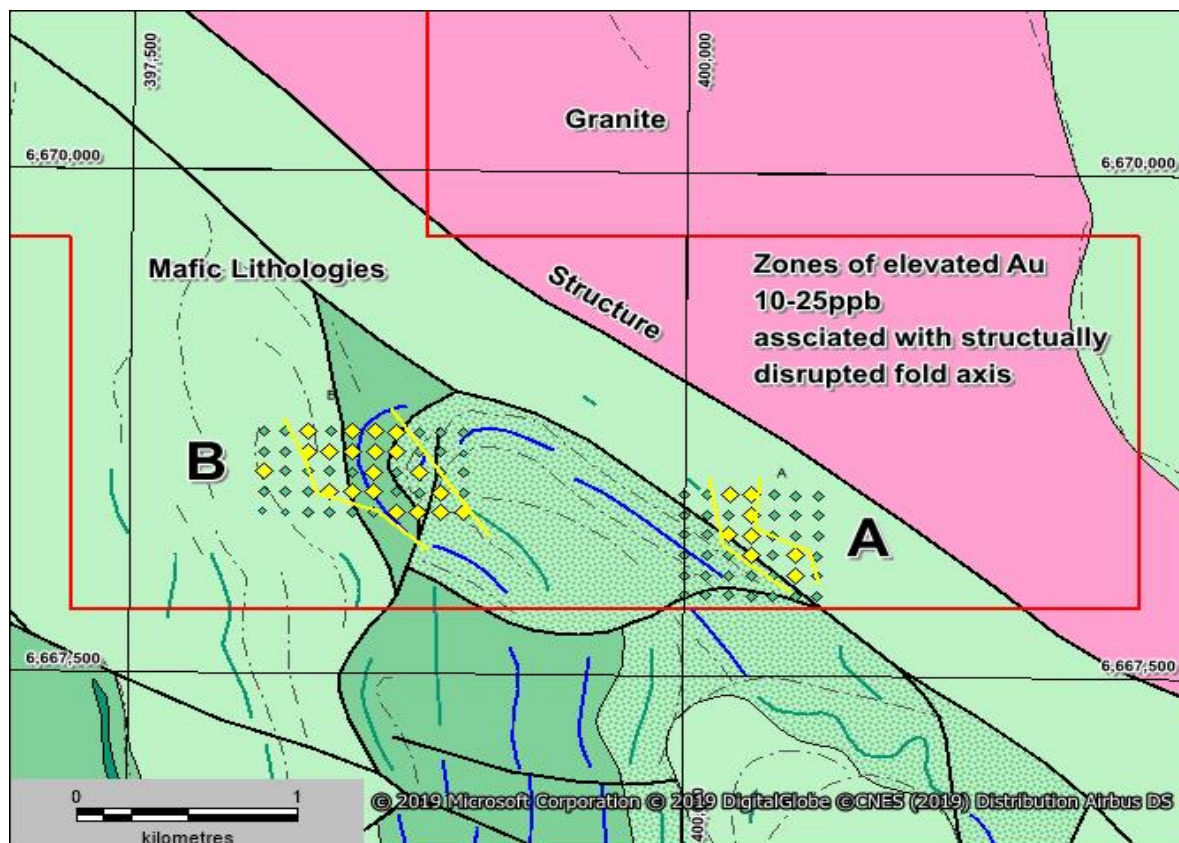 397,500
400,000
Granite
6,670,000
6,670,000
Mafic Lithologies
Structure
Zones of elevated Au
10-25ppb
assciated with structually
disrupted fold axis
B
B
A
A
6,667,500
6,667,500
0
1
kilometres
© 2019 Microsoft Corporation © 2019 DigitalGlobe ©CNES (2019) Distribution Airbus DS